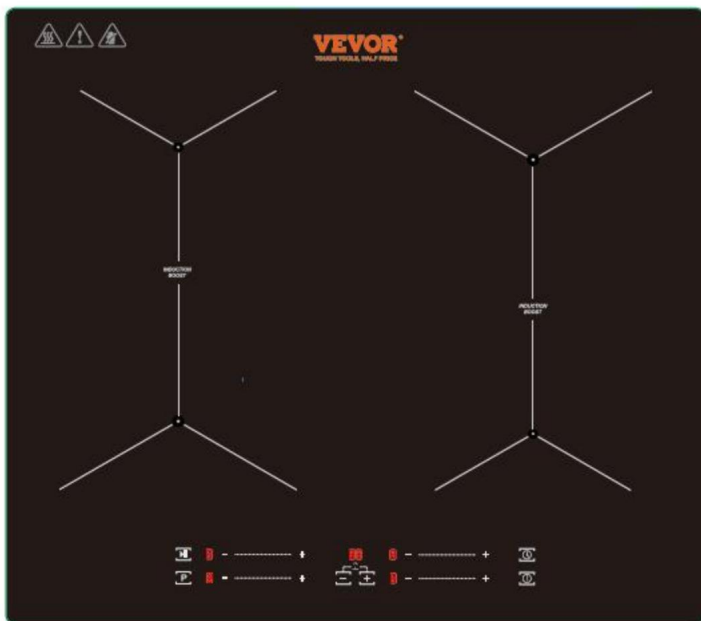 VEVOR
TOUGH TOOLS, HALF PRICE
INDUCTION
BOOST
INDUCTION
BOOST
P